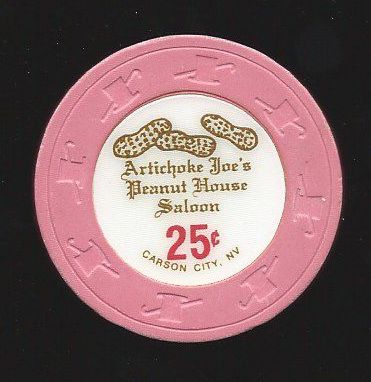 Artichoke Joe's
Peanut House
Saloon
25¢
CARSON CITY, NV